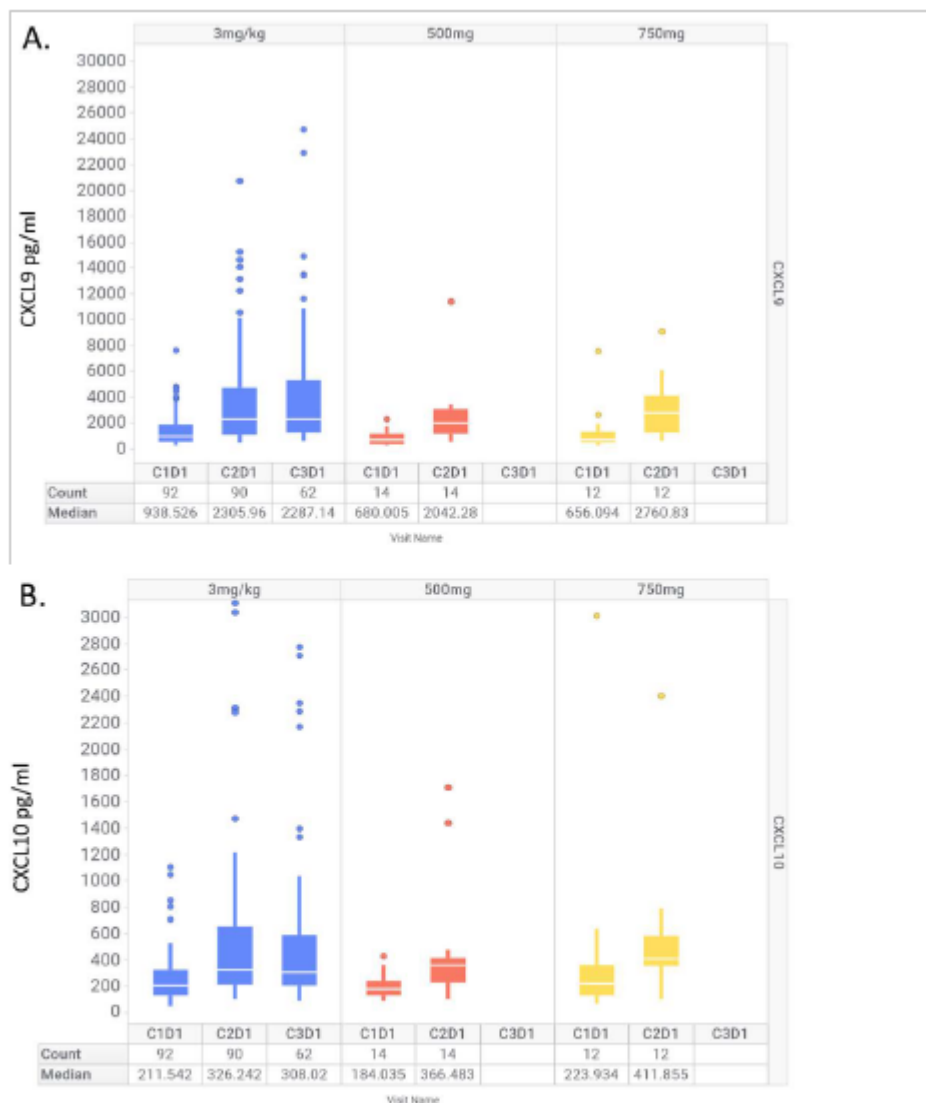 A.
3mg/kg 500mg 750mg
30000
28000
26000
24000
22000
20000
18000
16000
14000
12000
10000
8000
6000
4000
2000
0
CXCL9 pg/ml
CXCL9
C1D1 C2D1 C3D1 C1D1 C2D1 C3D1 C1D1 C2D1 C3D1
Count 92 90 62 14 14 12 12
Median 938.526 2305.96 2287.14 680.005 2042.28 656.094 2760.83
Visit Name
B.
3mg/kg 500mg 750mg
3000
2800
2600
2400
2200
2000
1800
1600
1400
1200
1000
800
600
400
200
0
CXCL10 pg/ml
CXCL10
C1D1 C2D1 C3D1 C1D1 C2D1 C3D1 C1D1 C2D1 C3D1
Count 92 90 62 14 14 12 12
Median 211.542 326.242 308.02 184.035 366.483 223.934 411.855
Visit Name